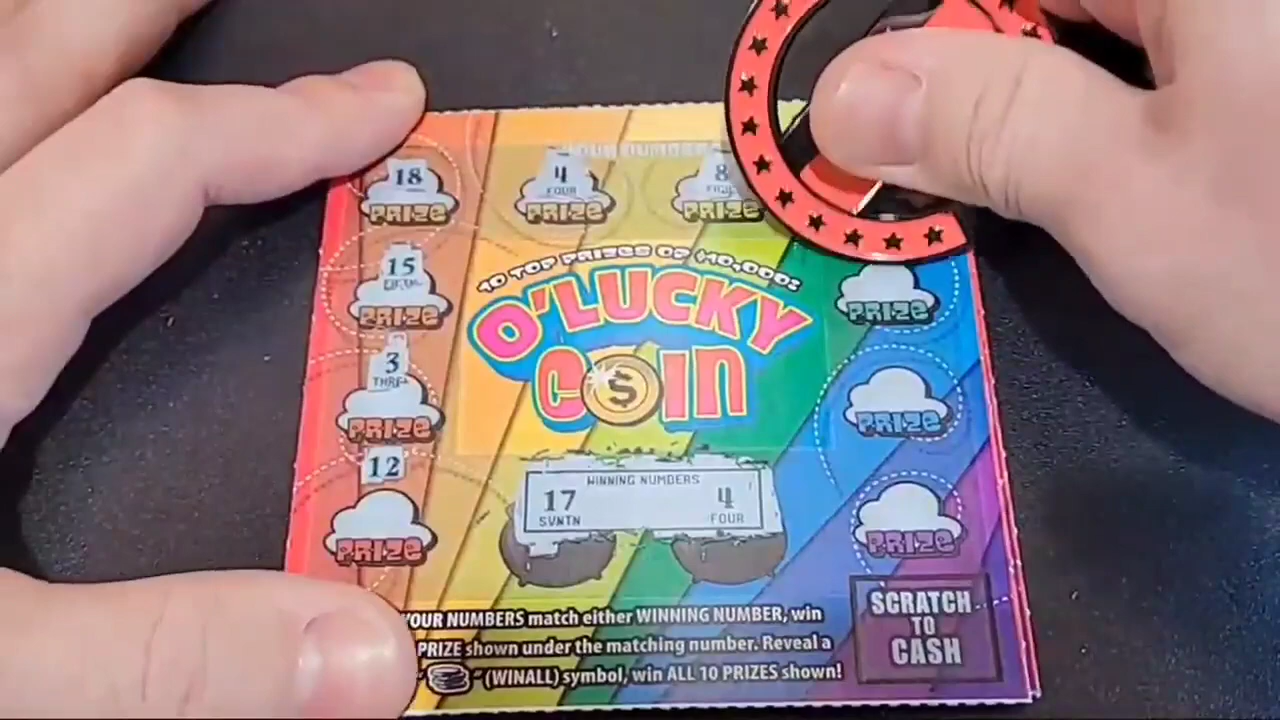 YOUR NUMBERS
18
4
FOUR
8
PRIZE
PRIZE
PRIZE
10 TOP PRIZES OF $10,000!
15
PRIZE
PRIZE
O'LUCKY
COIN
3
PRIZE
PRIZE
12
WINNING NUMBERS
17
4
SVNTN
FOUR
PRIZE
PRIZE
YOUR NUMBERS match either WINNING NUMBER, win
PRIZE shown under the matching number. Reveal a
(WINALL) symbol, win ALL 10 PRIZES shown!
SCRATCH
TO
CASH